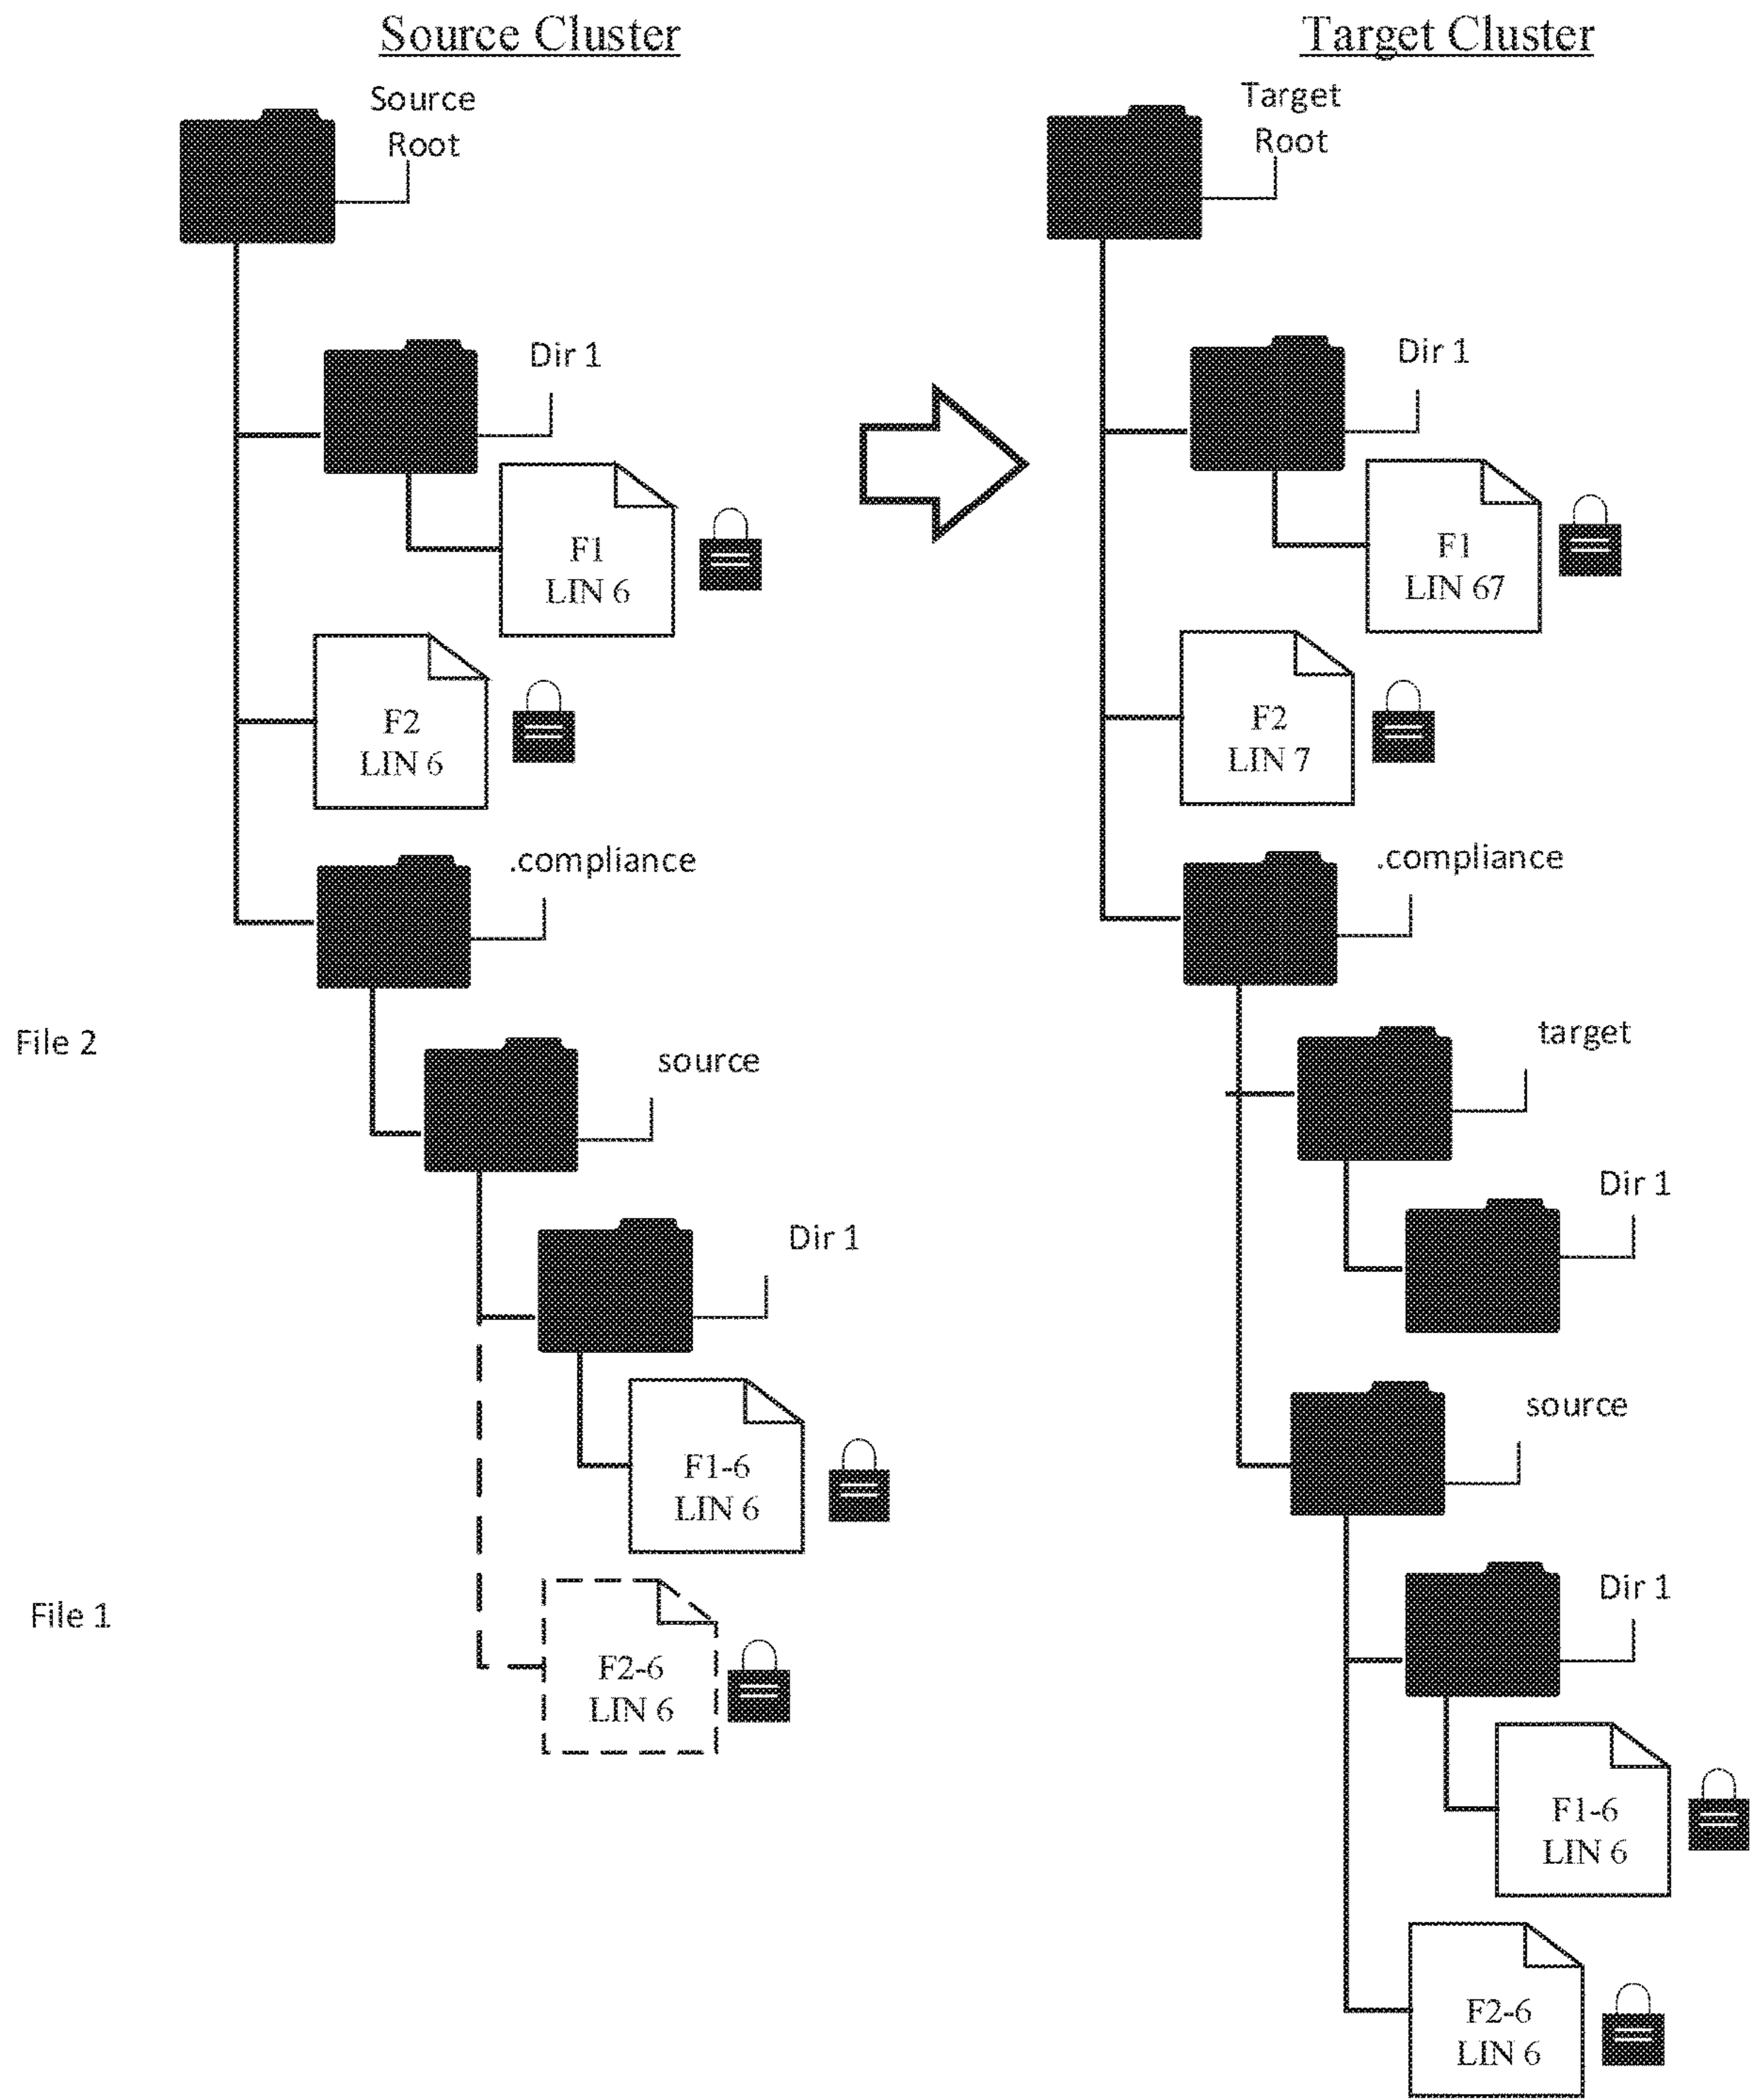 Source Cluster
Source
Root
Dir 1
F1
LIN 6
F2
LIN 6
.compliance
File 2
source
Dir 1
F1-6
LIN 6
File 1
F2-6
LIN 6
Target Cluster
Target
Root
Dir 1
F1
LIN 67
F2
LIN 7
.compliance
target
Dir 1
source
Dir 1
F1-6
LIN 6
F2-6
LIN 6